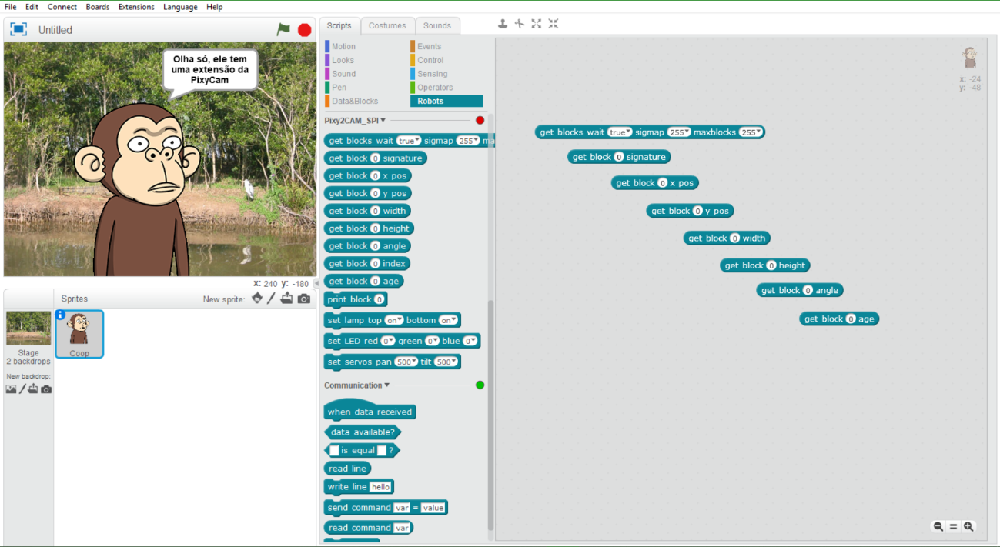 File Edit Connect Boards Extensions Language Help
Untitled
Olha só, ele tem
uma extensão da
PixyCam
X: 240 y: -180
Sprites
New sprite:
Coop
Stage
2 backdrops
New backdrop:
Scripts Costumes Sounds
Motion Events
Looks Control
Sound Sensing
Pen Operators
Data&Blocks Robots
Pixy2CAM_SPI
get blocks wait true sigmap 255 ma
get block 0 signature
get block 0 x pos
get block 0 y pos
get block 0 width
get block 0 height
get block 0 angle
get block 0 index
get block 0 age
print block 0
set lamp top on bottom on
set LED red 0 green 0 blue 0
set servos pan 500 tilt 500
Communication
when data received
data available?
is equal ?
read line
write line hello
send command var = value
read command var
x: -24
y: -48
get blocks wait true sigmap 255 maxblocks 255
get block 0 signature
get block 0 x pos
get block 0 y pos
get block 0 width
get block 0 height
get block 0 angle
get block 0 age